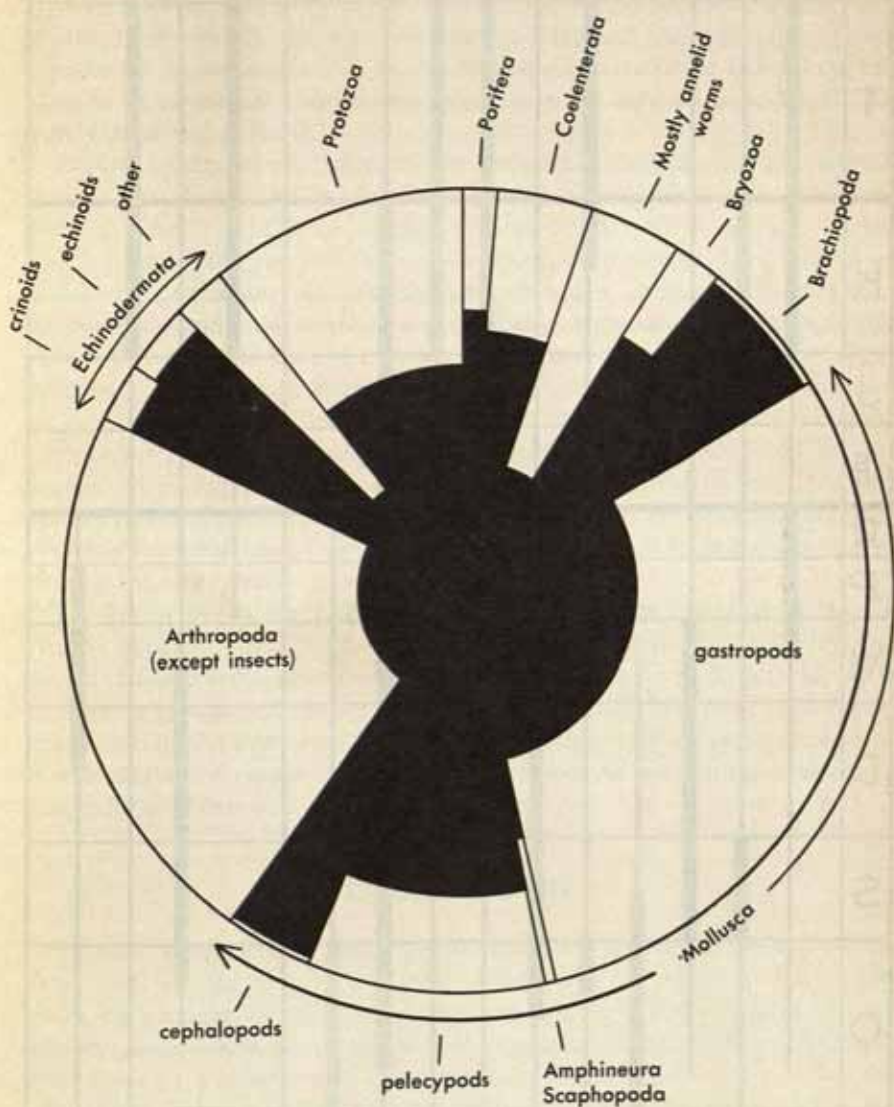 Protozoa
Porifera
Coelenterata
Mostly annelid
worms
Bryozoa
Brachiopoda
crinoids
echinoids
other
Echinodermata
Arthropoda
(except insects)
gastropods
Mollusca
cephalopods
pelecypods
Amphineura
Scaphopoda